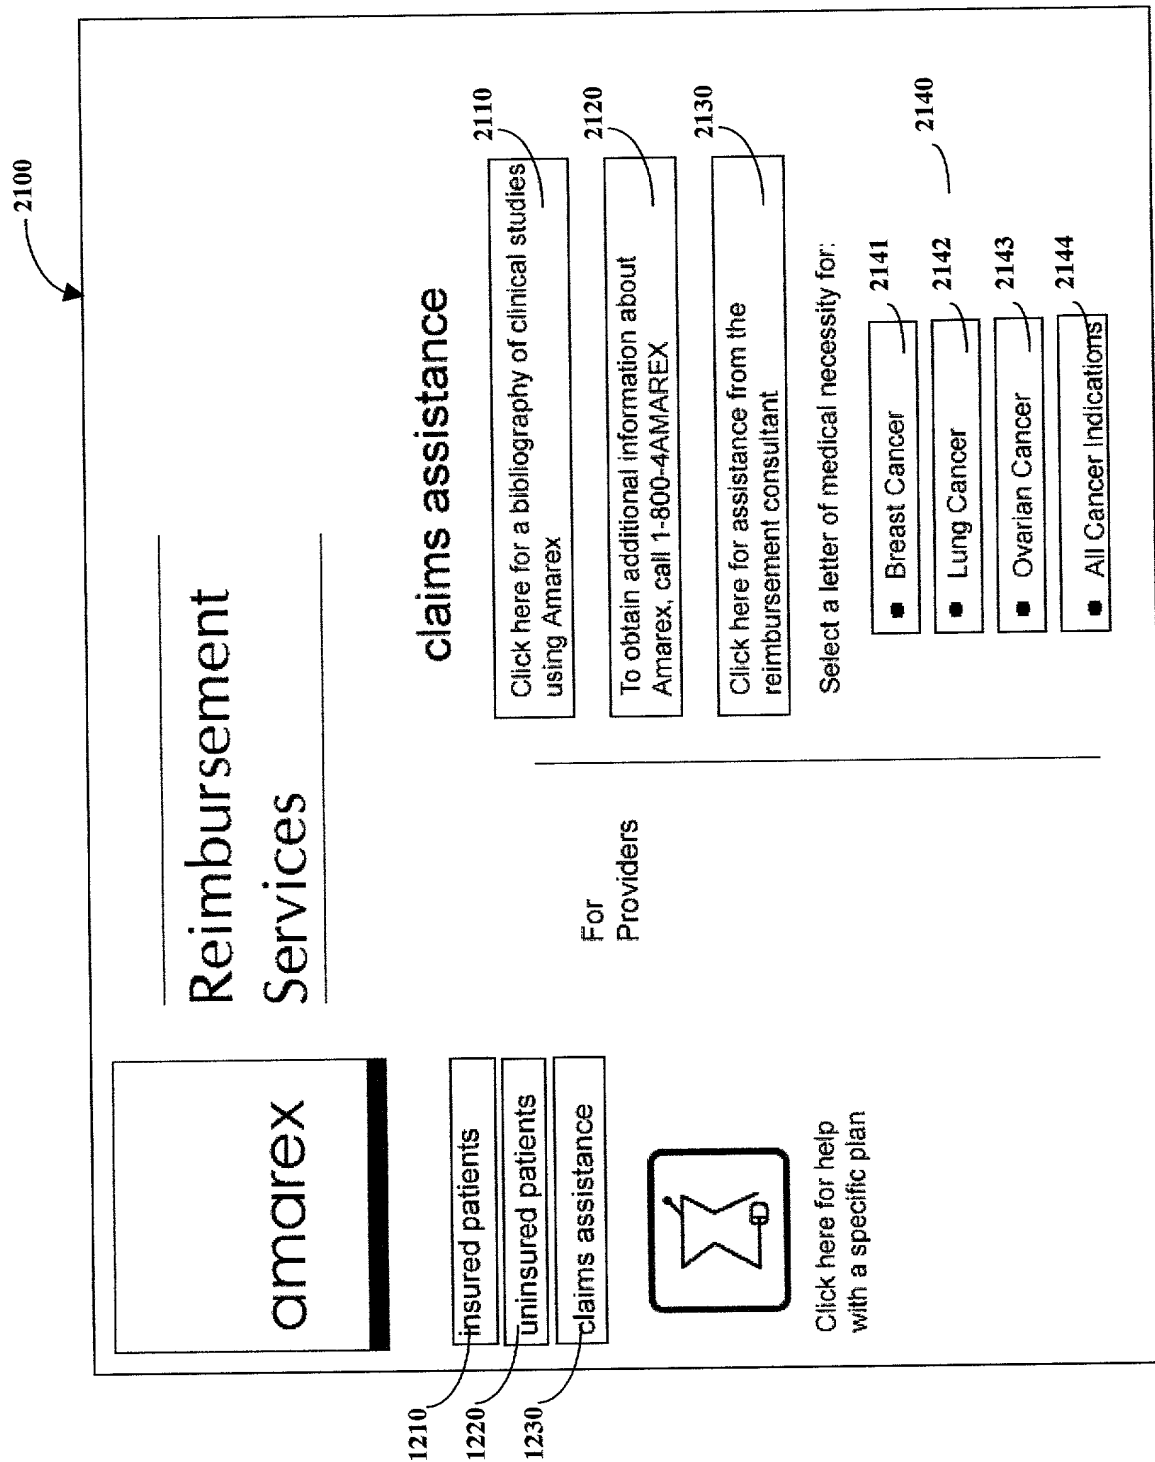 2100
amarex
Reimbursement
Services
1210
insured patients
1220
uninsured patients
1230
claims assistance
Click here for help
with a specific plan
For
Providers
claims assistance
Click here for a bibliography of clinical studies
using Amarex
2110
To obtain additional information about
Amarex, call 1-800-4AMAREX
2120
Click here for assistance from the
reimbursement consultant
2130
Select a letter of medical necessity for:
2140
• Breast Cancer
2141
• Lung Cancer
2142
• Ovarian Cancer
2143
• All Cancer Indications
2144